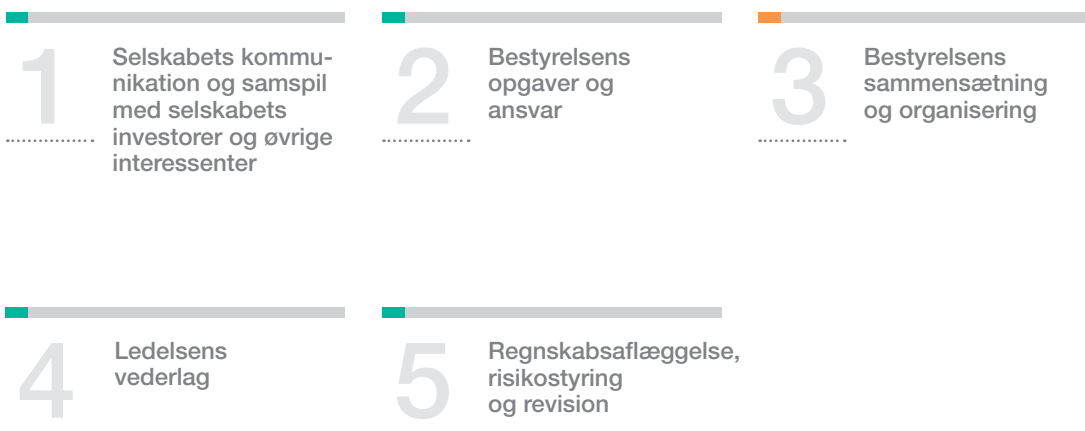 1
Selskabets kommu-
nikation og samspil
med selskabets
investorer og øvrige
interessenter
2
Bestyrelsens
opgaver og
ansvar
3
Bestyrelsens
sammensætning
og organisering
4
Ledelsens
vederlag
5
Regnskabsaflæggelse,
risikostyring
og revision